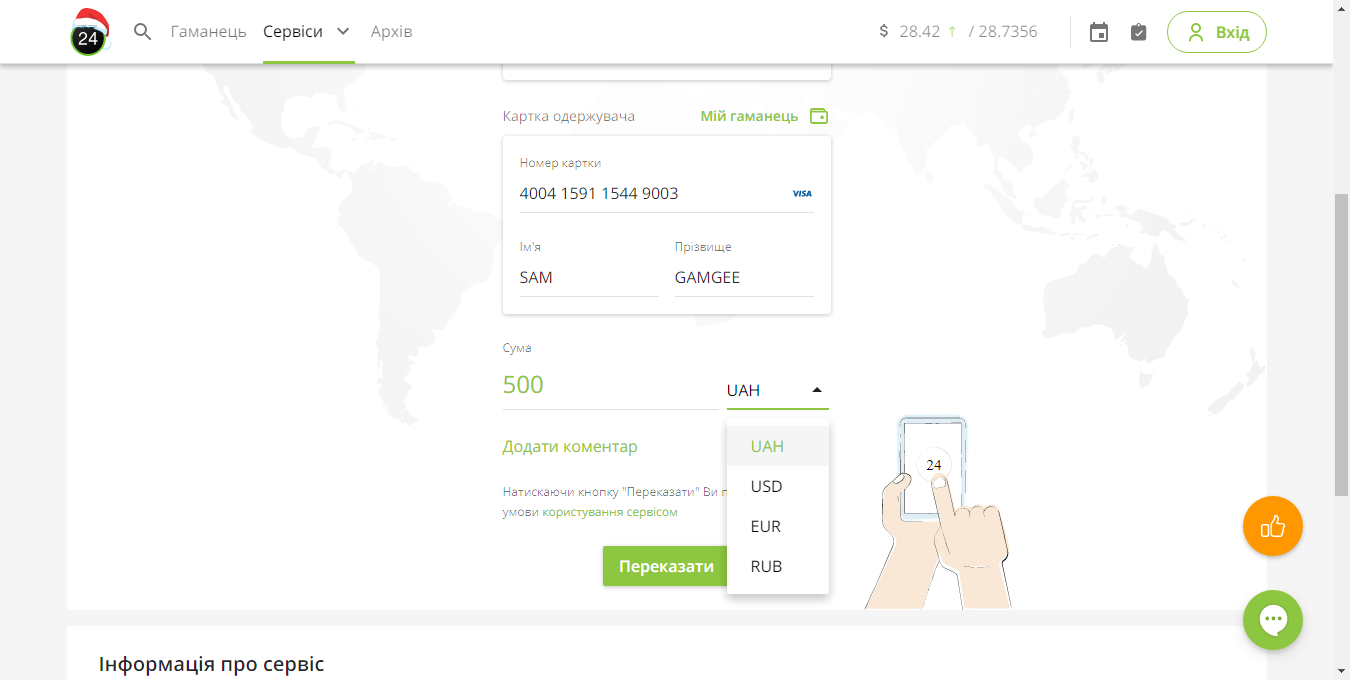 24
Гаманець
Сервіси
Архів
$ 28.42 ↑ / 28.7356
Вхід
Картка одержувача
Мій гаманець
Номер картки
4004 1591 1544 9003
VISA
Ім'я
Прізвище
SAM
GAMGEE
Сума
500
UAH
Додати коментар
UAH
USD
EUR
RUB
24
Натискаючи кнопку "Переказати" Ви
умови користування сервісом
Переказати
Інформація про сервіс